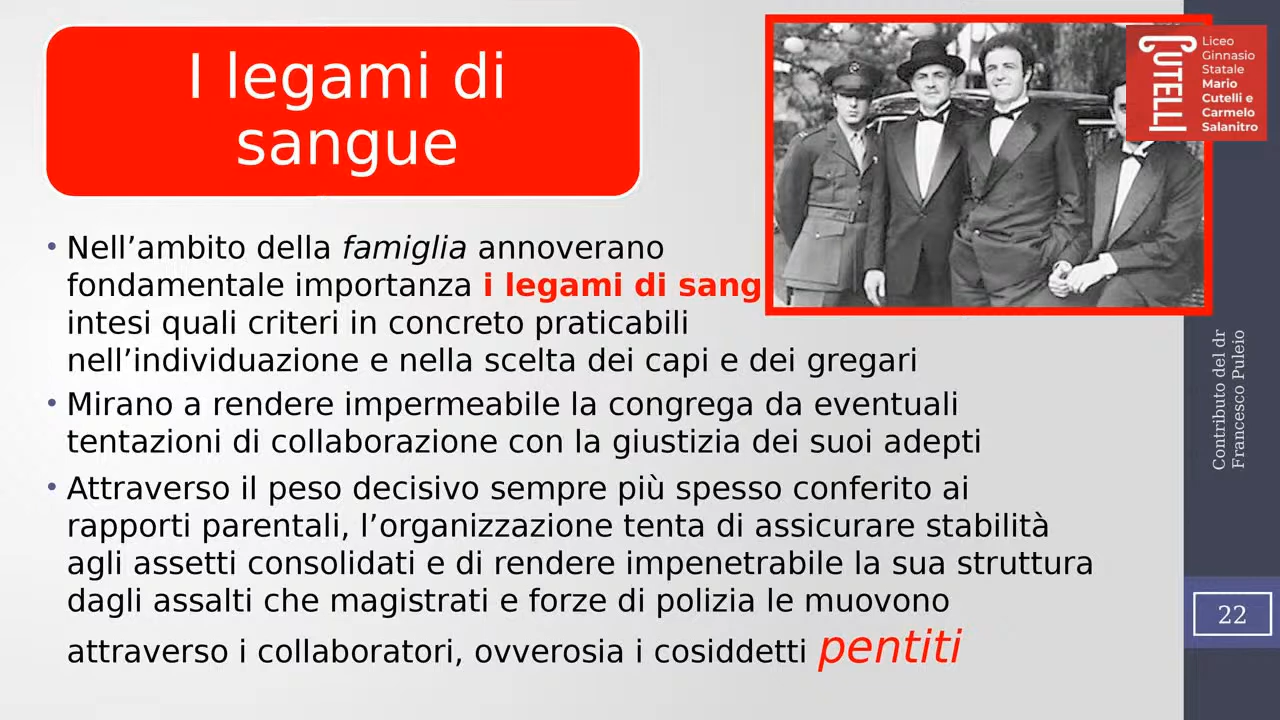 I legami di
sangue
Liceo
Ginnasio
Statale
Mario
Cutelli e
Carmelo
Salanitro
CUTELLI
Nell’ambito della famiglia annoverano
fondamentale importanza i legami di sang
intesi quali criteri in concreto praticabili
nell’individuazione e nella scelta dei capi e dei gregari
Mirano a rendere impermeabile la congrega da eventuali
tentazioni di collaborazione con la giustizia dei suoi adepti
Attraverso il peso decisivo sempre più spesso conferito ai
rapporti parentali, l’organizzazione tenta di assicurare stabilità
agli assetti consolidati e di rendere impenetrabile la sua struttura
dagli assalti che magistrati e forze di polizia le muovono
attraverso i collaboratori, ovverosia i cosiddetti pentiti
Contributo del dr
Francesco Puleio
22